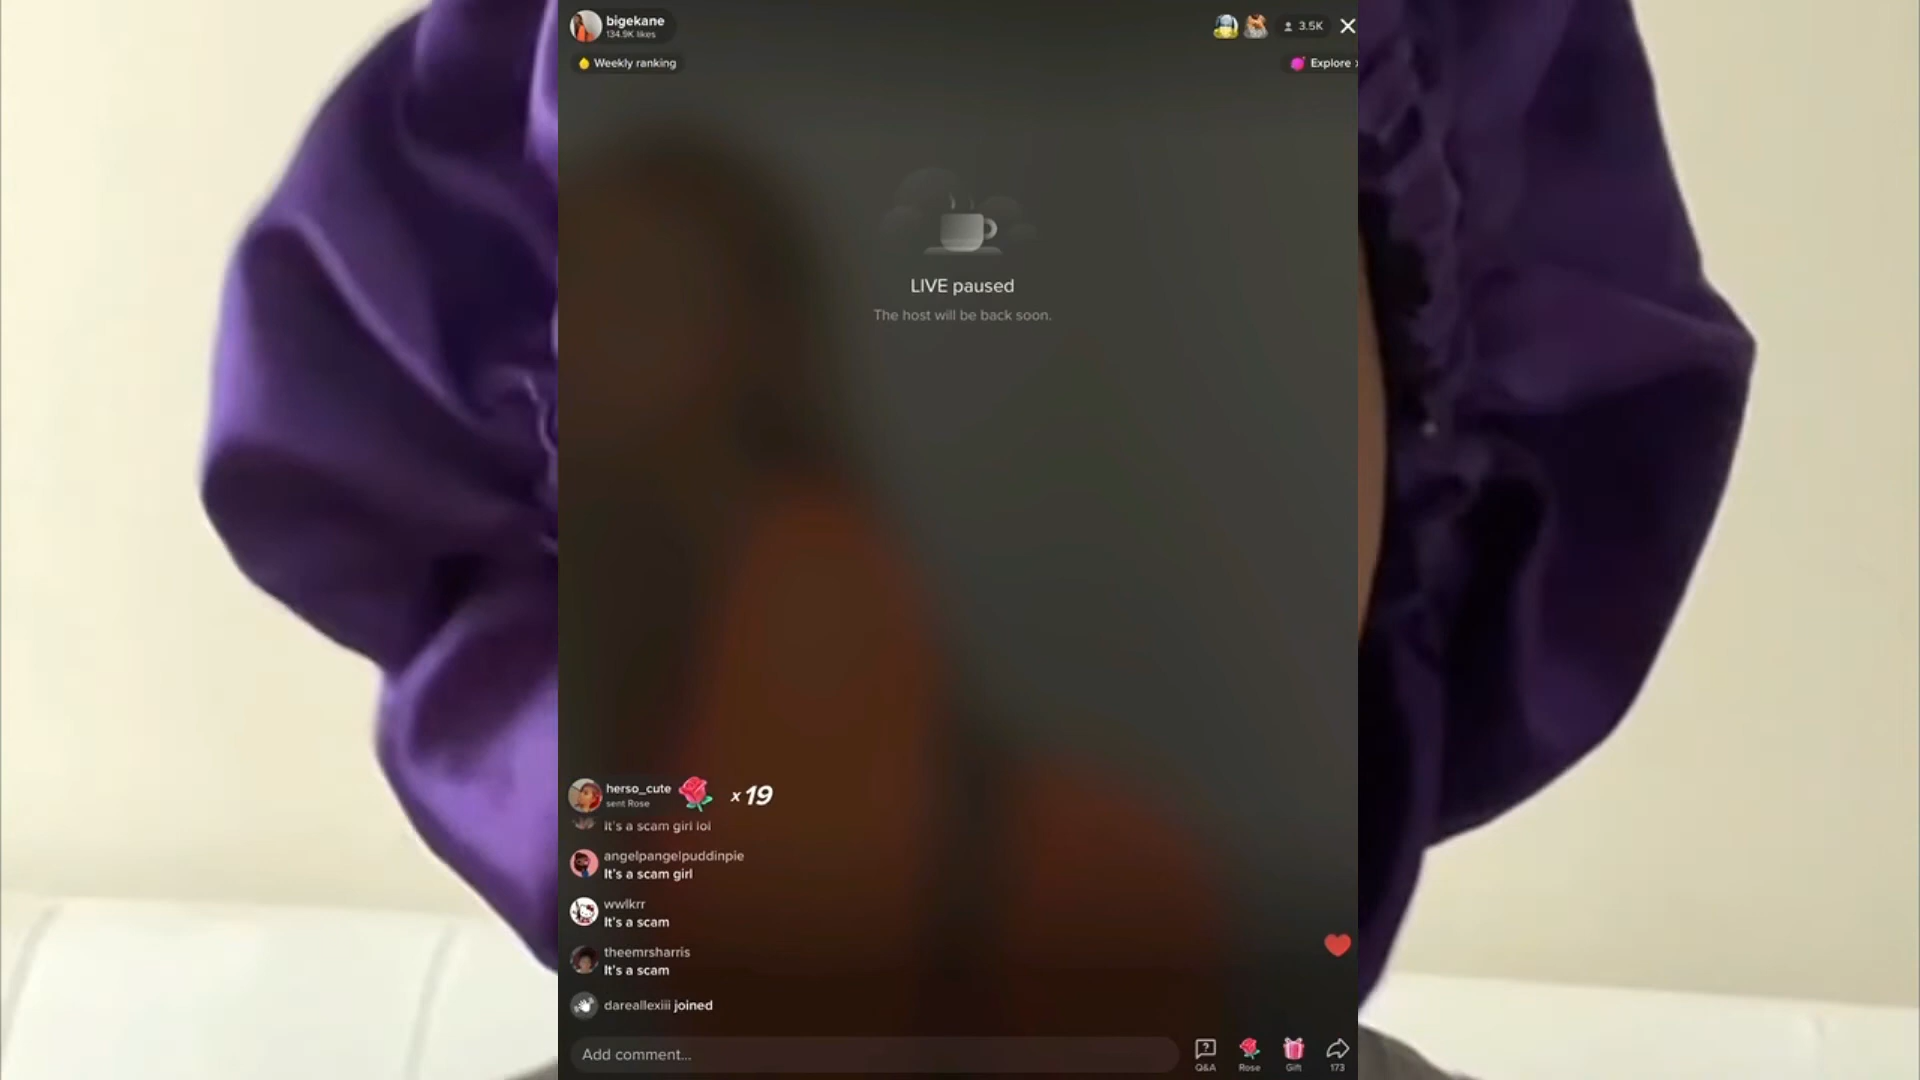 bigekane
134.9K likes
3.5K
Weekly ranking
Explore
LIVE paused
The host will be back soon.
herso_cute
sent Rose
x 19
It's a scam girl lol
angelpangelpuddinpie
It's a scam girl
wwlkrr
It's a scam
theemrsharris
It's a scam
dareallexiii joined
Add comment...
Q&A
Rose
Gift
173